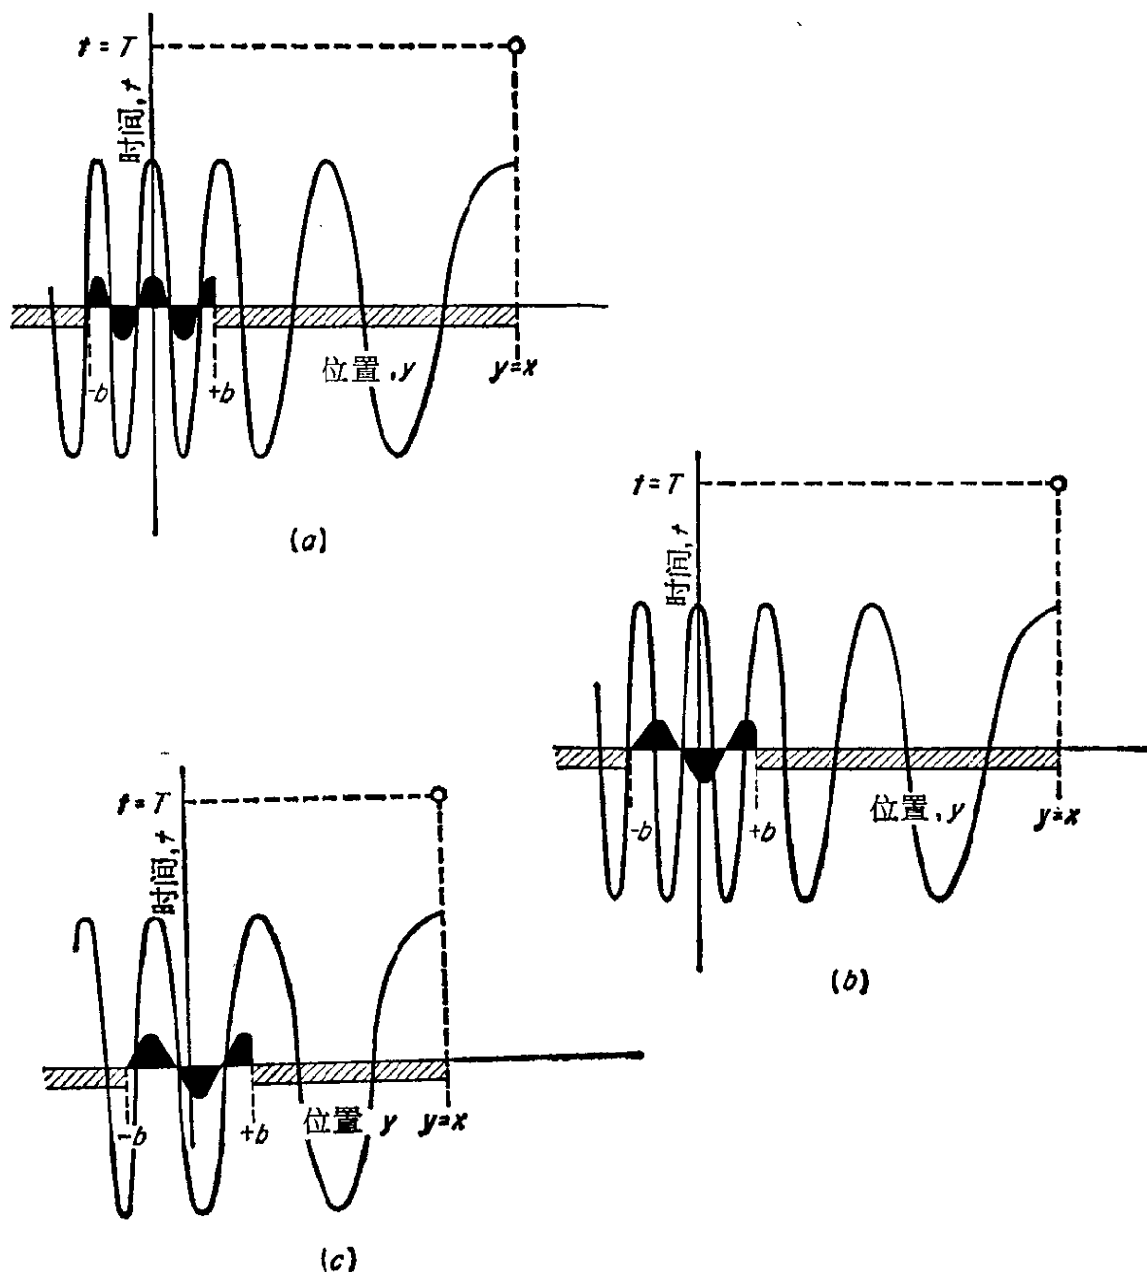 t = T
时间, t
-b
+b
位置, y
y=x
(a)
t = T
时间, t
-b
+b
位置, y
y=x
(b)
t = T
时间, t
-b
+b
位置 y
y=x
(c)